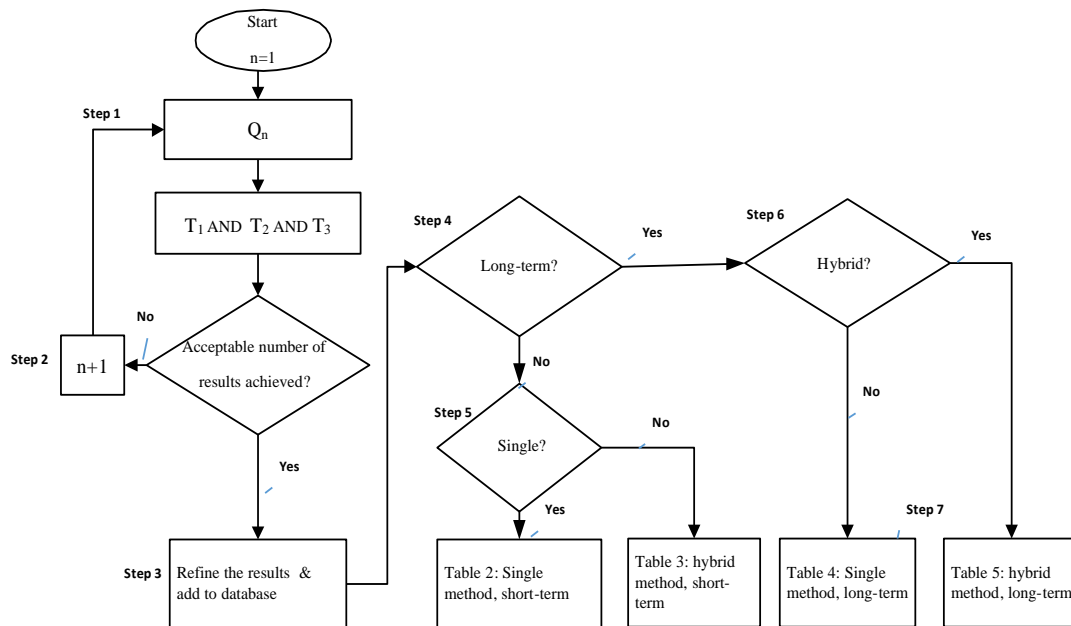 Start
n=1
Step 1
Qn
T1 AND T2 AND T3
Step 4
Step 6
Yes
Yes
Long-term?
Hybrid?
No
Step 2
n+1
Acceptable number of
results achieved?
No
No
Step 5
Single?
No
Yes
Yes
Step 7
Step 3
Refine the results &
add to database
Table 2: Single
method, short-term
Table 3: hybrid
method, short-
term
Table 4: Single
method, long-term
Table 5: hybrid
method, long-term